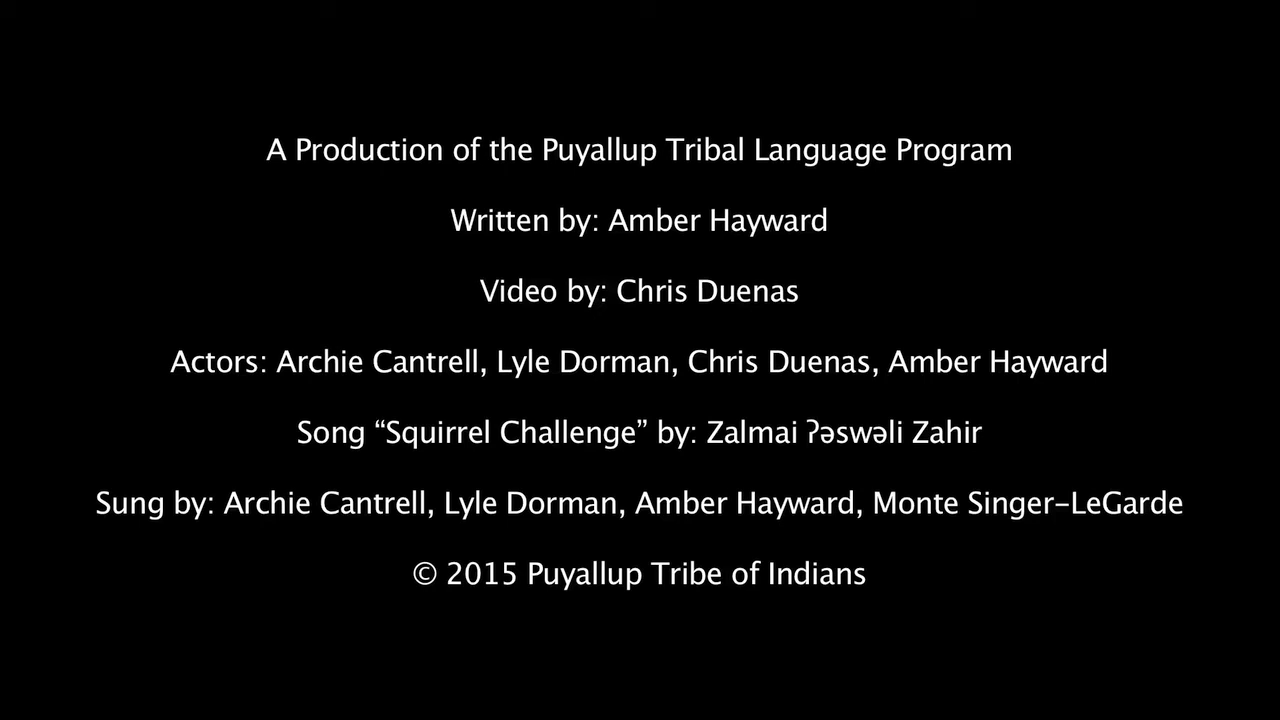 A Production of the Puyallup Tribal Language Program
Written by: Amber Hayward
Video by: Chris Duenas
Actors: Archie Cantrell, Lyle Dorman, Chris Duenas, Amber Hayward
Song “Squirrel Challenge” by: Zalmai ʔəswəli Zahir
Sung by: Archie Cantrell, Lyle Dorman, Amber Hayward, Monte Singer–LeGarde
© 2015 Puyallup Tribe of Indians